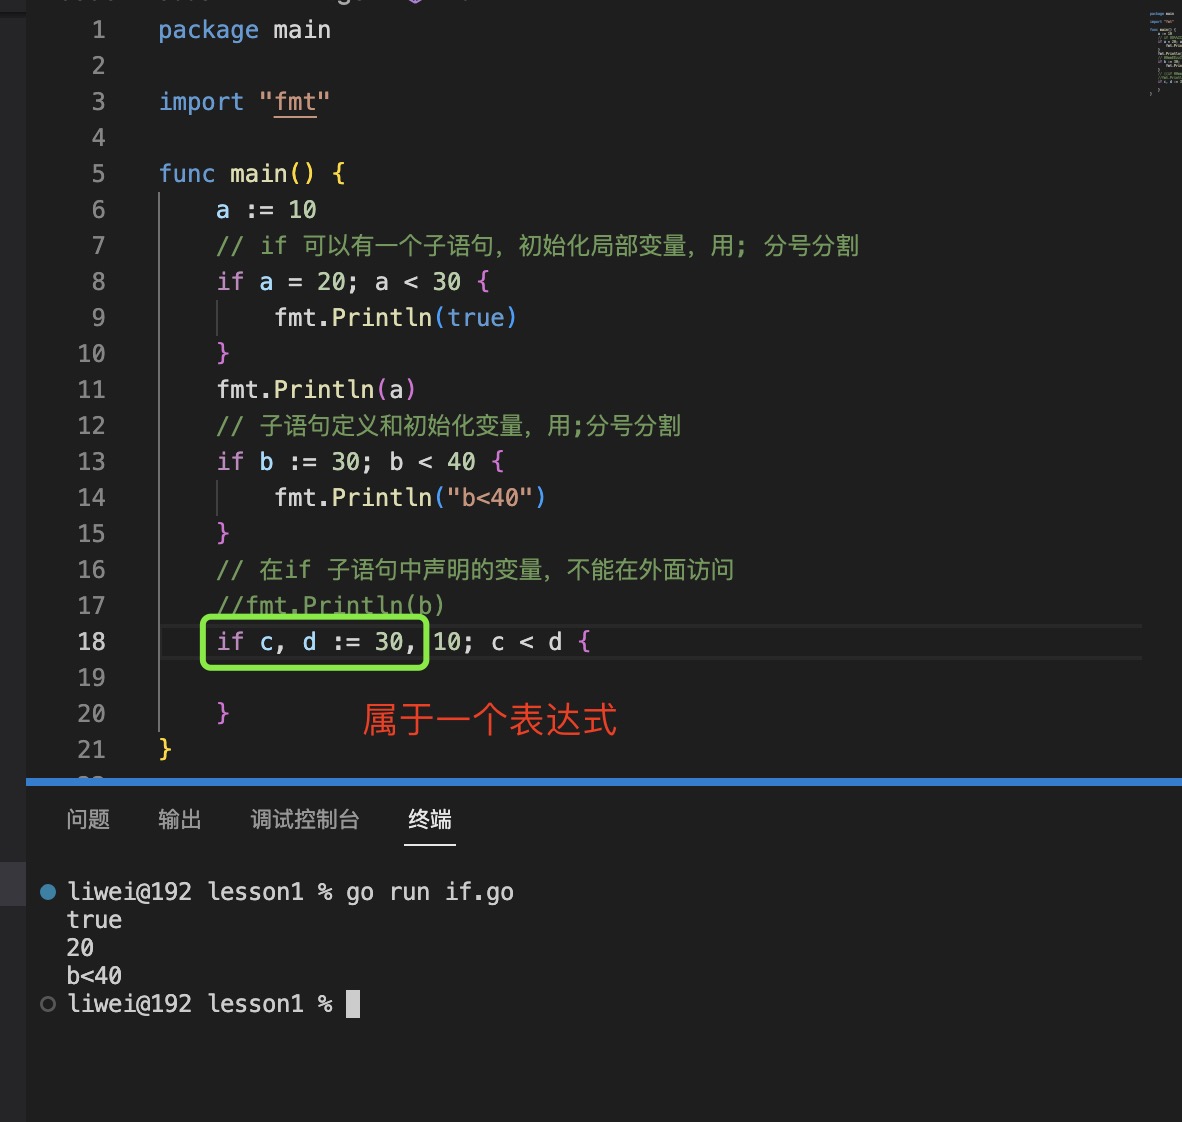 1 package main
2
3 import "fmt"
4
5 func main() {
6 a := 10
7 // if 可以有一个子语句，初始化局部变量，用; 分号分割
8 if a = 20; a < 30 {
9 fmt.Println(true)
10 }
11 fmt.Println(a)
12 // 子语句定义和初始化变量，用;分号分割
13 if b := 30; b < 40 {
14 fmt.Println("b<40")
15 }
16 // 在if 子语句中声明的变量，不能在外面访问
17 //fmt.Println(b)
18 if c, d := 30, 10; c < d {
19
20 }
属于一个表达式
21 }
问题 输出 调试控制台 终端
liwei@192 lesson1 % go run if.go
true
20
b<40
liwei@192 lesson1 %